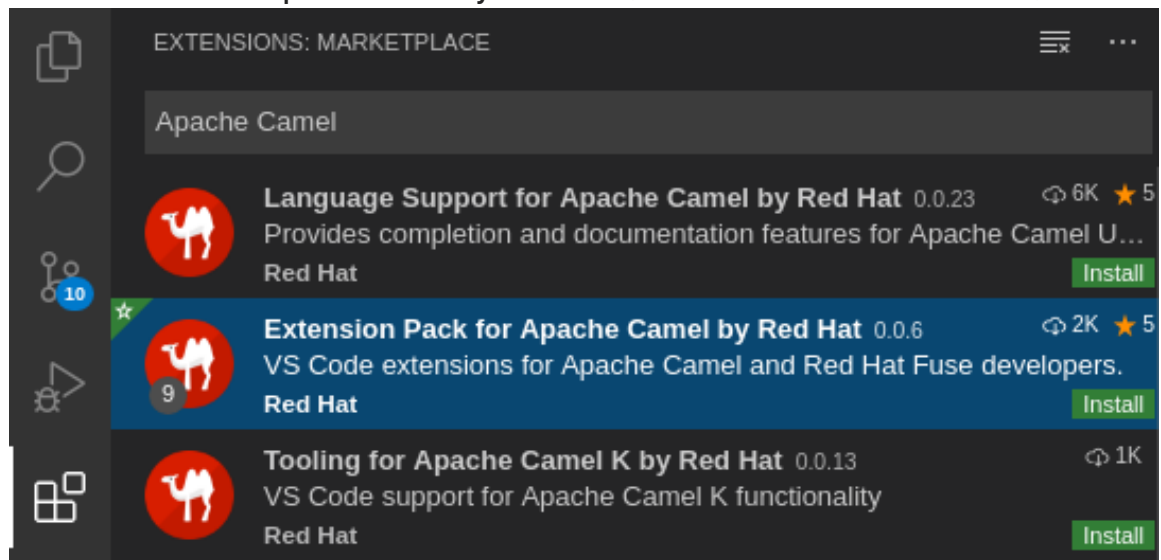 EXTENSIONS: MARKETPLACE
Apache Camel
Language Support for Apache Camel by Red Hat 0.0.23 6K 5
Provides completion and documentation features for Apache Camel U...
Red Hat Install
Extension Pack for Apache Camel by Red Hat 0.0.6 2K 5
VS Code extensions for Apache Camel and Red Hat Fuse developers.
9
Red Hat Install
10
Tooling for Apache Camel K by Red Hat 0.0.13 1K
VS Code support for Apache Camel K functionality
Red Hat Install